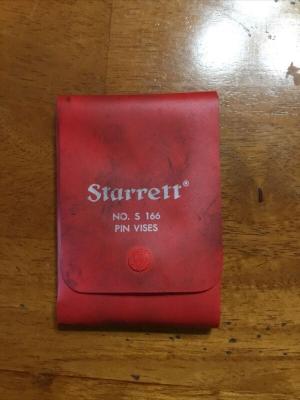 Starrett®
NO. S 166
PIN VISES